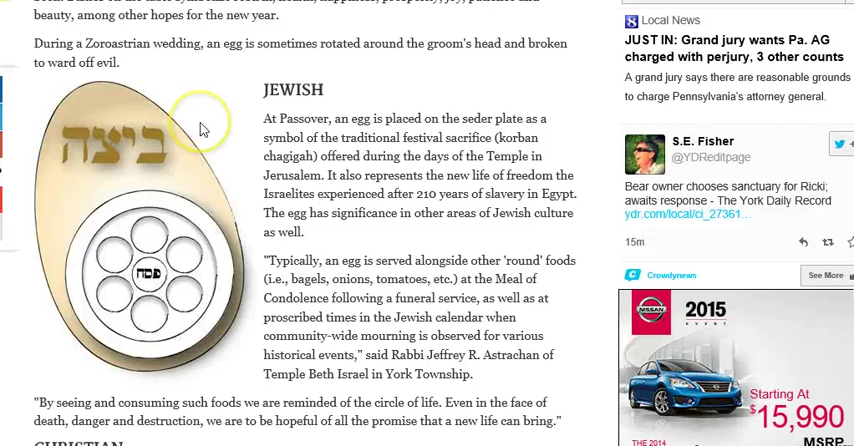 beauty, among other hopes for the new year.
During a Zoroastrian wedding, an egg is sometimes rotated around the groom's head and broken
to ward off evil.
JEWISH
At Passover, an egg is placed on the seder plate as a
symbol of the traditional festival sacrifice (korban
chagigah) offered during the days of the Temple in
Jerusalem. It also represents the new life of freedom the
Israelites experienced after 210 years of slavery in Egypt.
The egg has significance in other areas of Jewish culture
as well.
"Typically, an egg is served alongside other 'round' foods
(i.e., bagels, onions, tomatoes, etc.) at the Meal of
Condolence following a funeral service, as well as at
proscribed times in the Jewish calendar when
community-wide mourning is observed for various
historical events," said Rabbi Jeffrey R. Astrachan of
Temple Beth Israel in York Township.
"By seeing and consuming such foods we are reminded of the circle of life. Even in the face of
death, danger and destruction, we are to be hopeful of all the promise that a new life can bring."
CHRISTIAN
ביצה
פסח
8 Local News
JUST IN: Grand jury wants Pa. AG
charged with perjury, 3 other counts
A grand jury says there are reasonable grounds
to charge Pennsylvania's attorney general.
S.E. Fisher
@YDReditpage
Bear owner chooses sanctuary for Ricki;
awaits response - The York Daily Record
ydr.com/local/ci_27361...
15m
Crowdynews
See More
NISSAN
2015
EVENT
Starting At
$15,990
MSRP
THE 2014